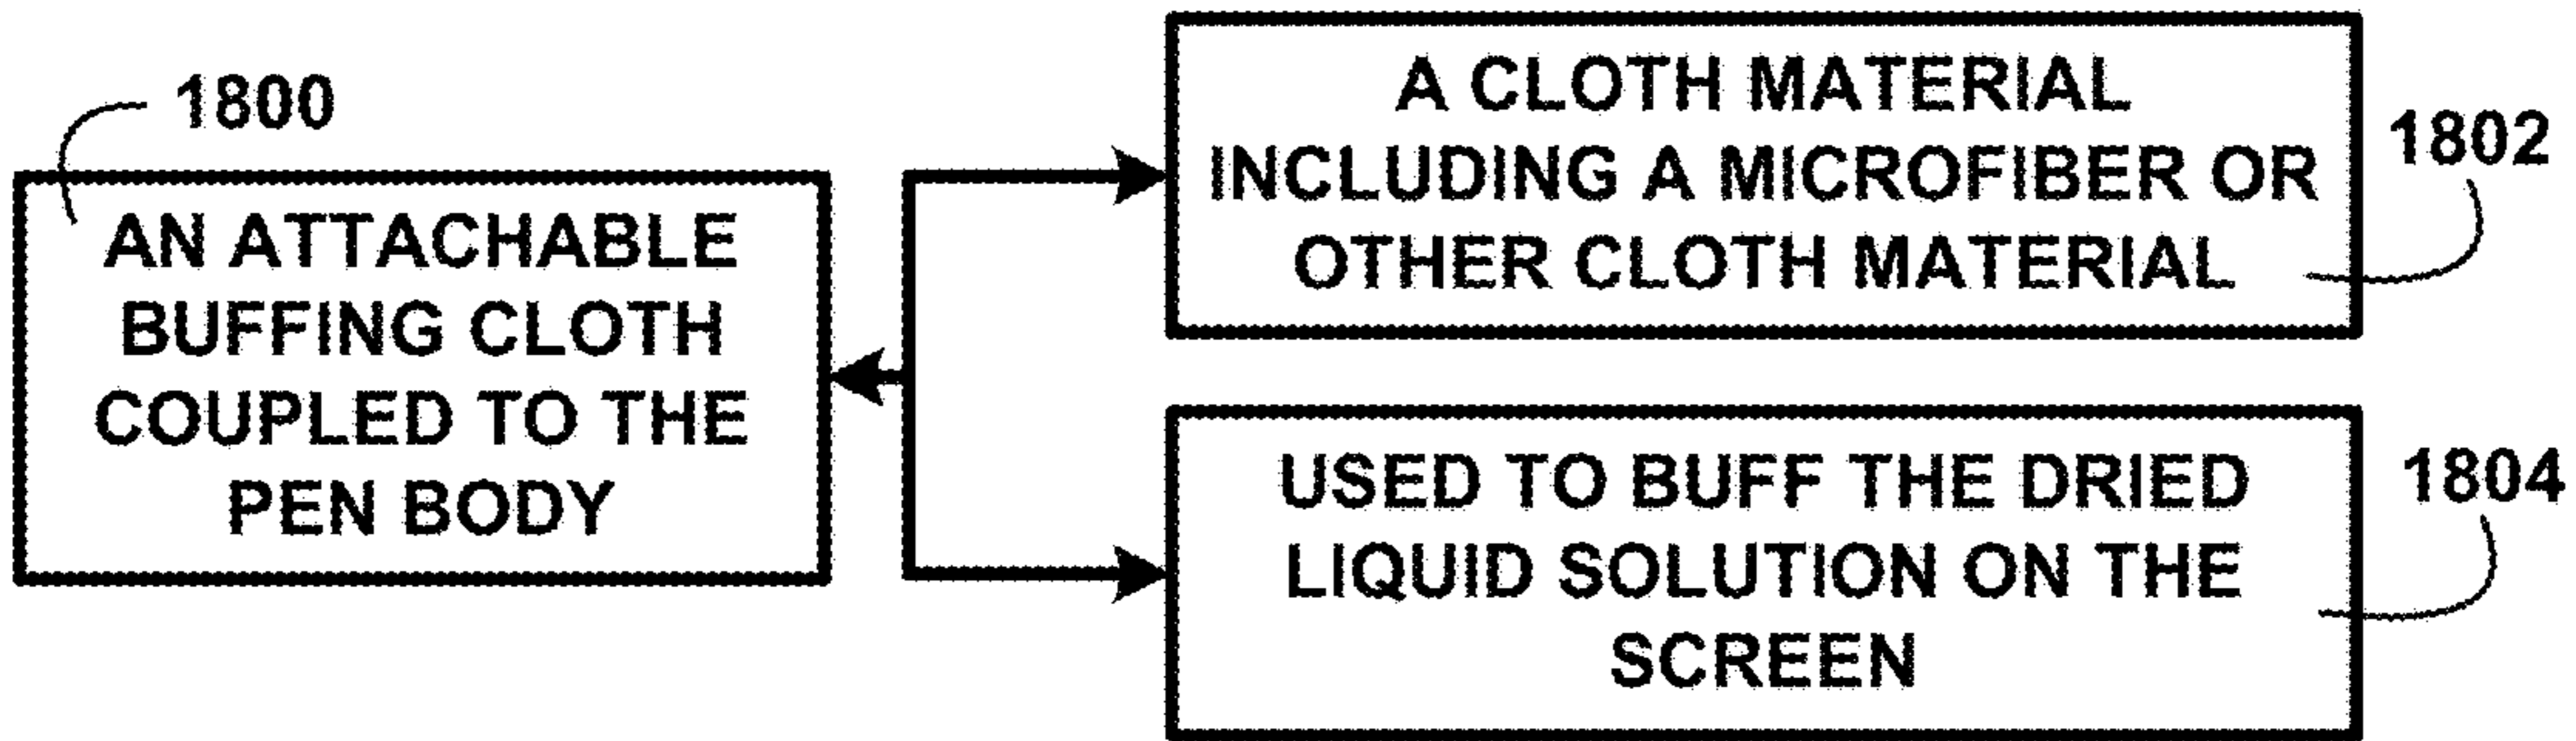 1800
AN ATTACHABLE
BUFFING CLOTH
COUPLED TO THE
PEN BODY
A CLOTH MATERIAL
INCLUDING A MICROFIBER OR
OTHER CLOTH MATERIAL
1802
USED TO BUFF THE DRIED
LIQUID SOLUTION ON THE
SCREEN
1804